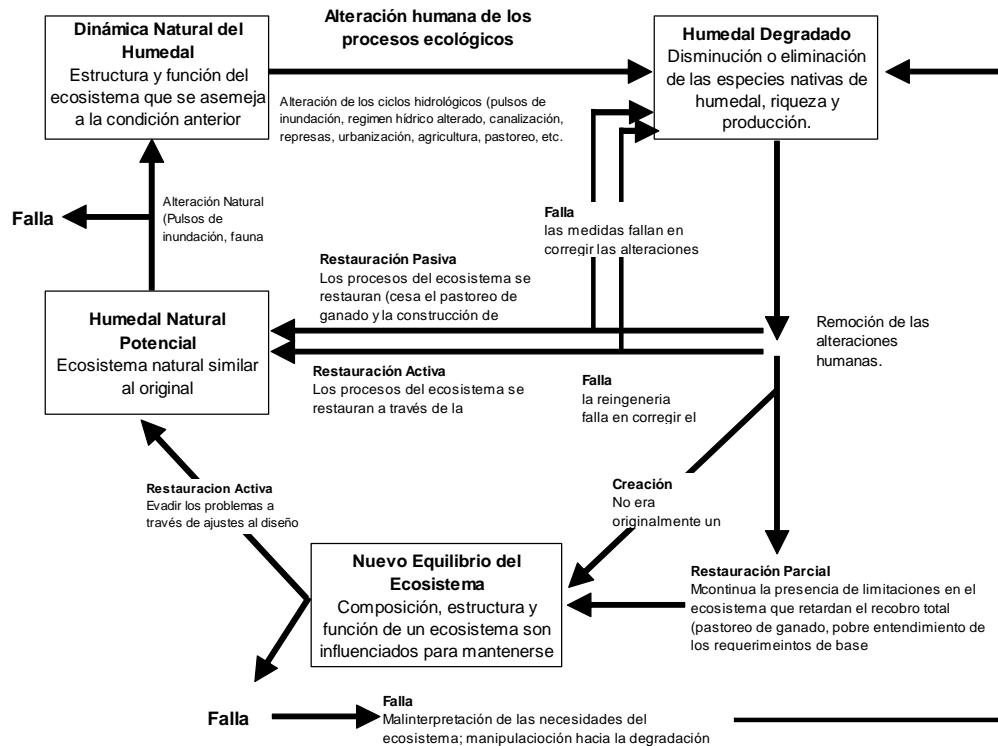 Dinámica Natural del
Humedal
Estructura y función del
ecosistema que se asemeja
a la condición anterior
Alteración humana de los
procesos ecológicos
Humedal Degradado
Disminución o eliminación
de las especies nativas de
humedal, riqueza y
producción.
Alteración de los ciclos hidrológicos (pulsos de
inundación, regimen hídrico alterado, canalización,
represas, urbanización, agricultura, pastoreo, etc.
Falla
Alteración Natural
(Pulsos de
inundación, fauna
Falla
las medidas fallan en
corregir las alteraciones
Restauración Pasiva
Los procesos del ecosistema se
restauran (cesa el pastoreo de
ganado y la construcción de
Humedal Natural
Potencial
Ecosistema natural similar
al original
Remoción de las
alteraciones
humanas.
Restauración Activa
Los procesos del ecosistema se
restauran a través de la
Falla
la reingeneria
falla en corregir el
Restauracion Activa
Evadir los problemas a
través de ajustes al diseño
Creación
No era
originalmente un
Nuevo Equilibrio del
Ecosistema
Composición, estructura y
función de un ecosistema son
influenciados para mantenerse
Restauración Parcial
Mcontinua la presencia de limitaciones en el
ecosistema que retardan el recobro total
(pastoreo de ganado, pobre entendimiento de
los requerimeintos de base
Falla
Falla
Malinterpretación de las necesidades del
ecosistema; manipulacioción hacia la degradación